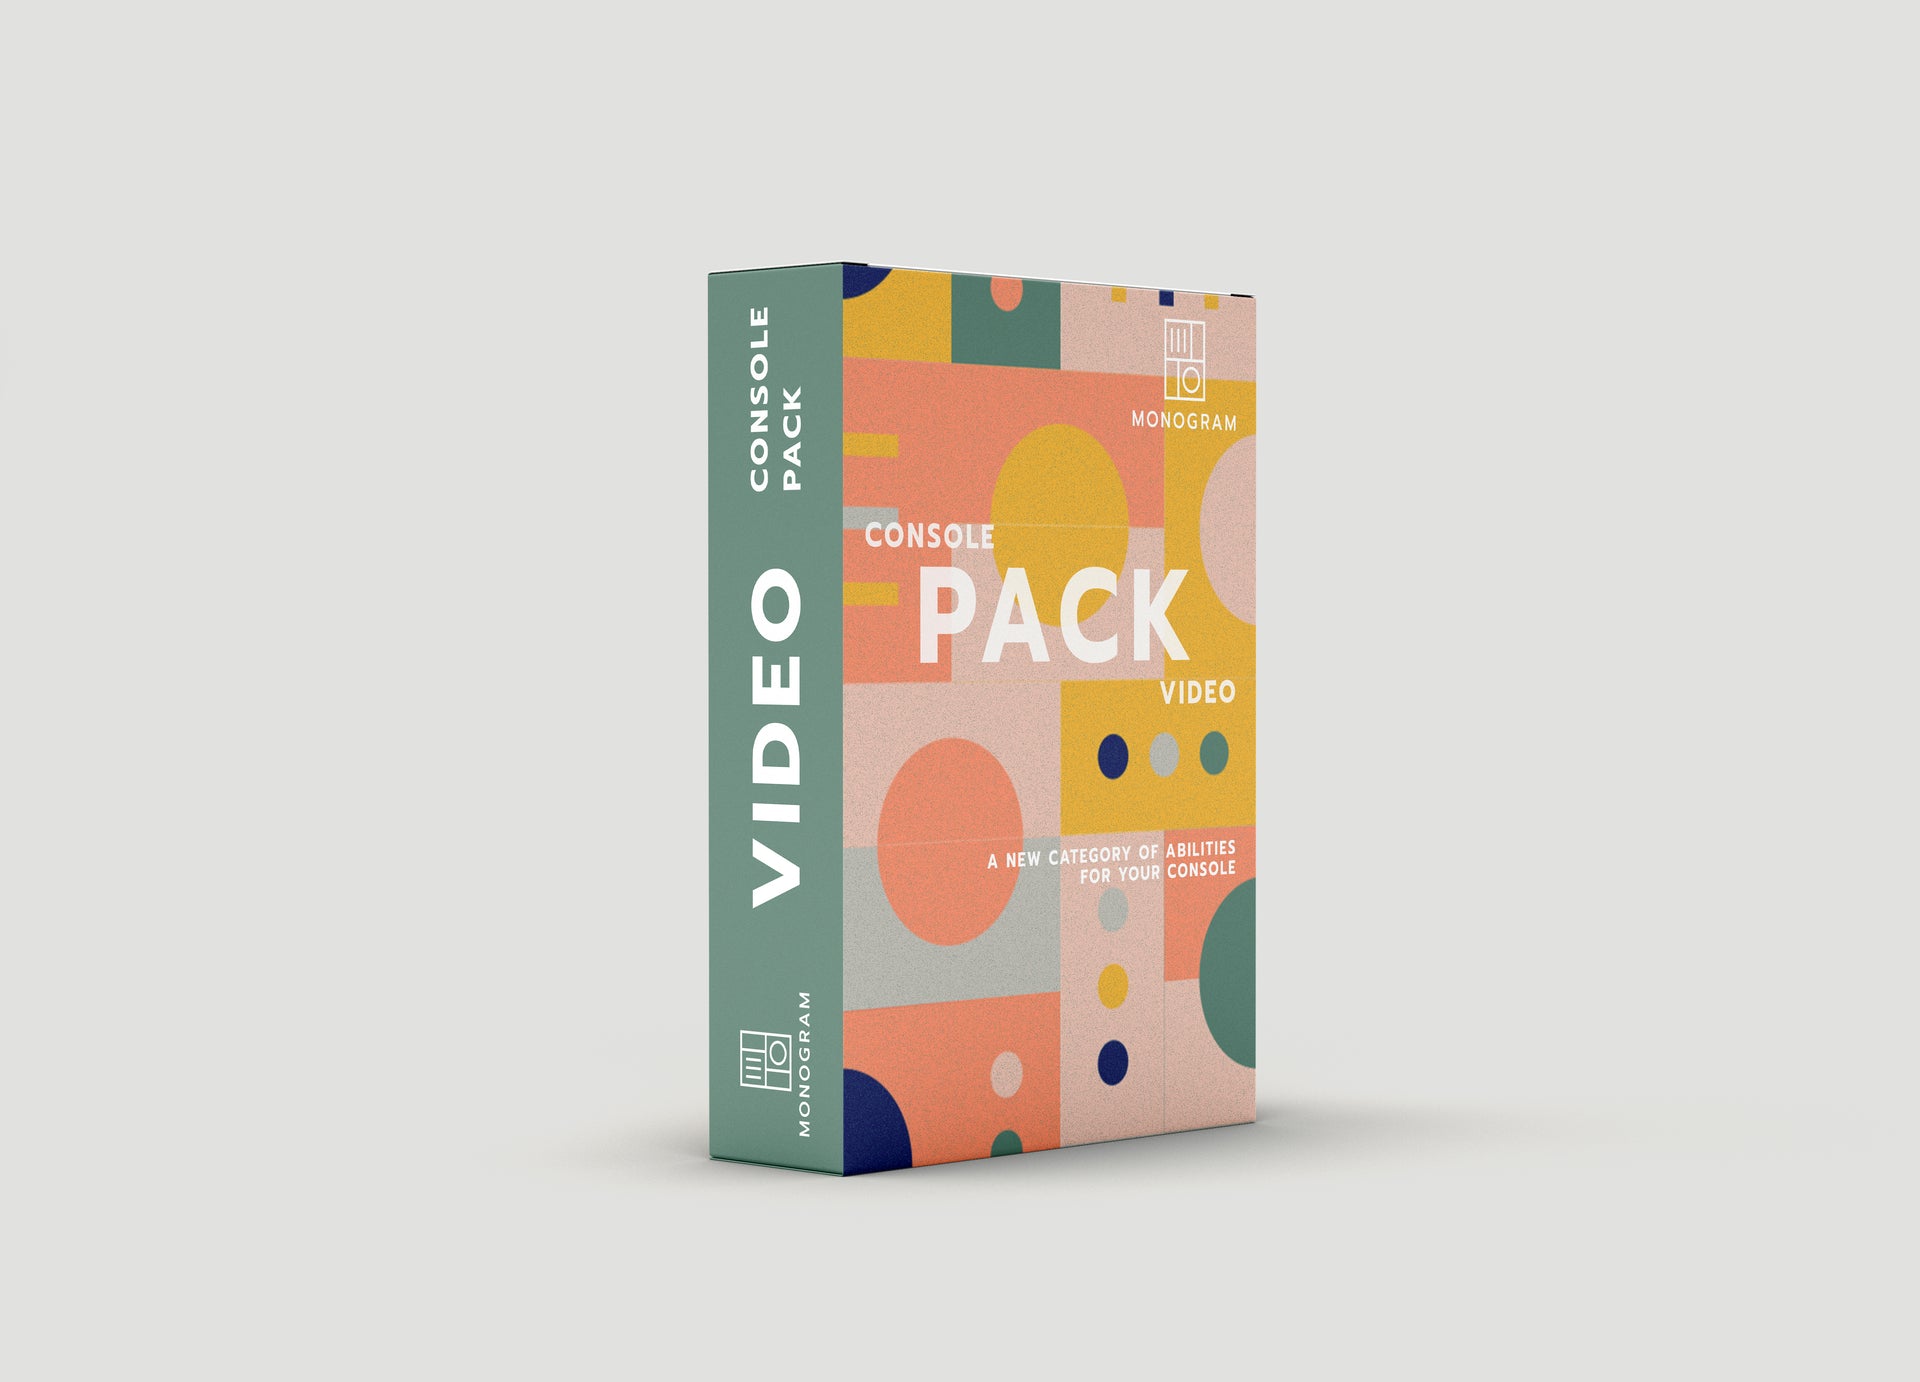 CONSOLE
PACK
VIDEO
MONOGRAM
MONOGRAM
CONSOLE
PACK
VIDEO
A NEW CATEGORY OF ABILITIES
FOR YOUR CONSOLE